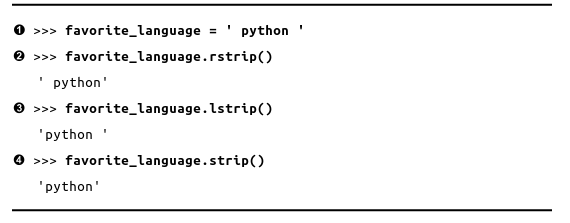 ❶ >>> favorite_language = ' python '
❷ >>> favorite_language.rstrip()
' python'
❸ >>> favorite_language.lstrip()
'python '
❹ >>> favorite_language.strip()
'python'